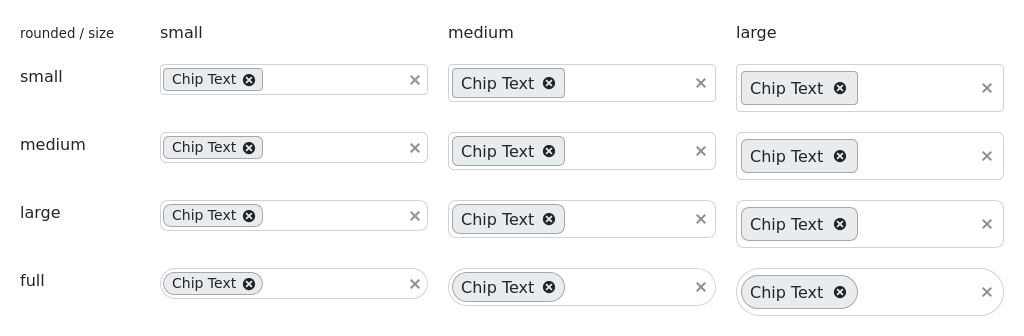 rounded / size small medium large
small Chip Text Chip Text Chip Text
medium Chip Text Chip Text Chip Text
large Chip Text Chip Text Chip Text
full Chip Text Chip Text Chip Text